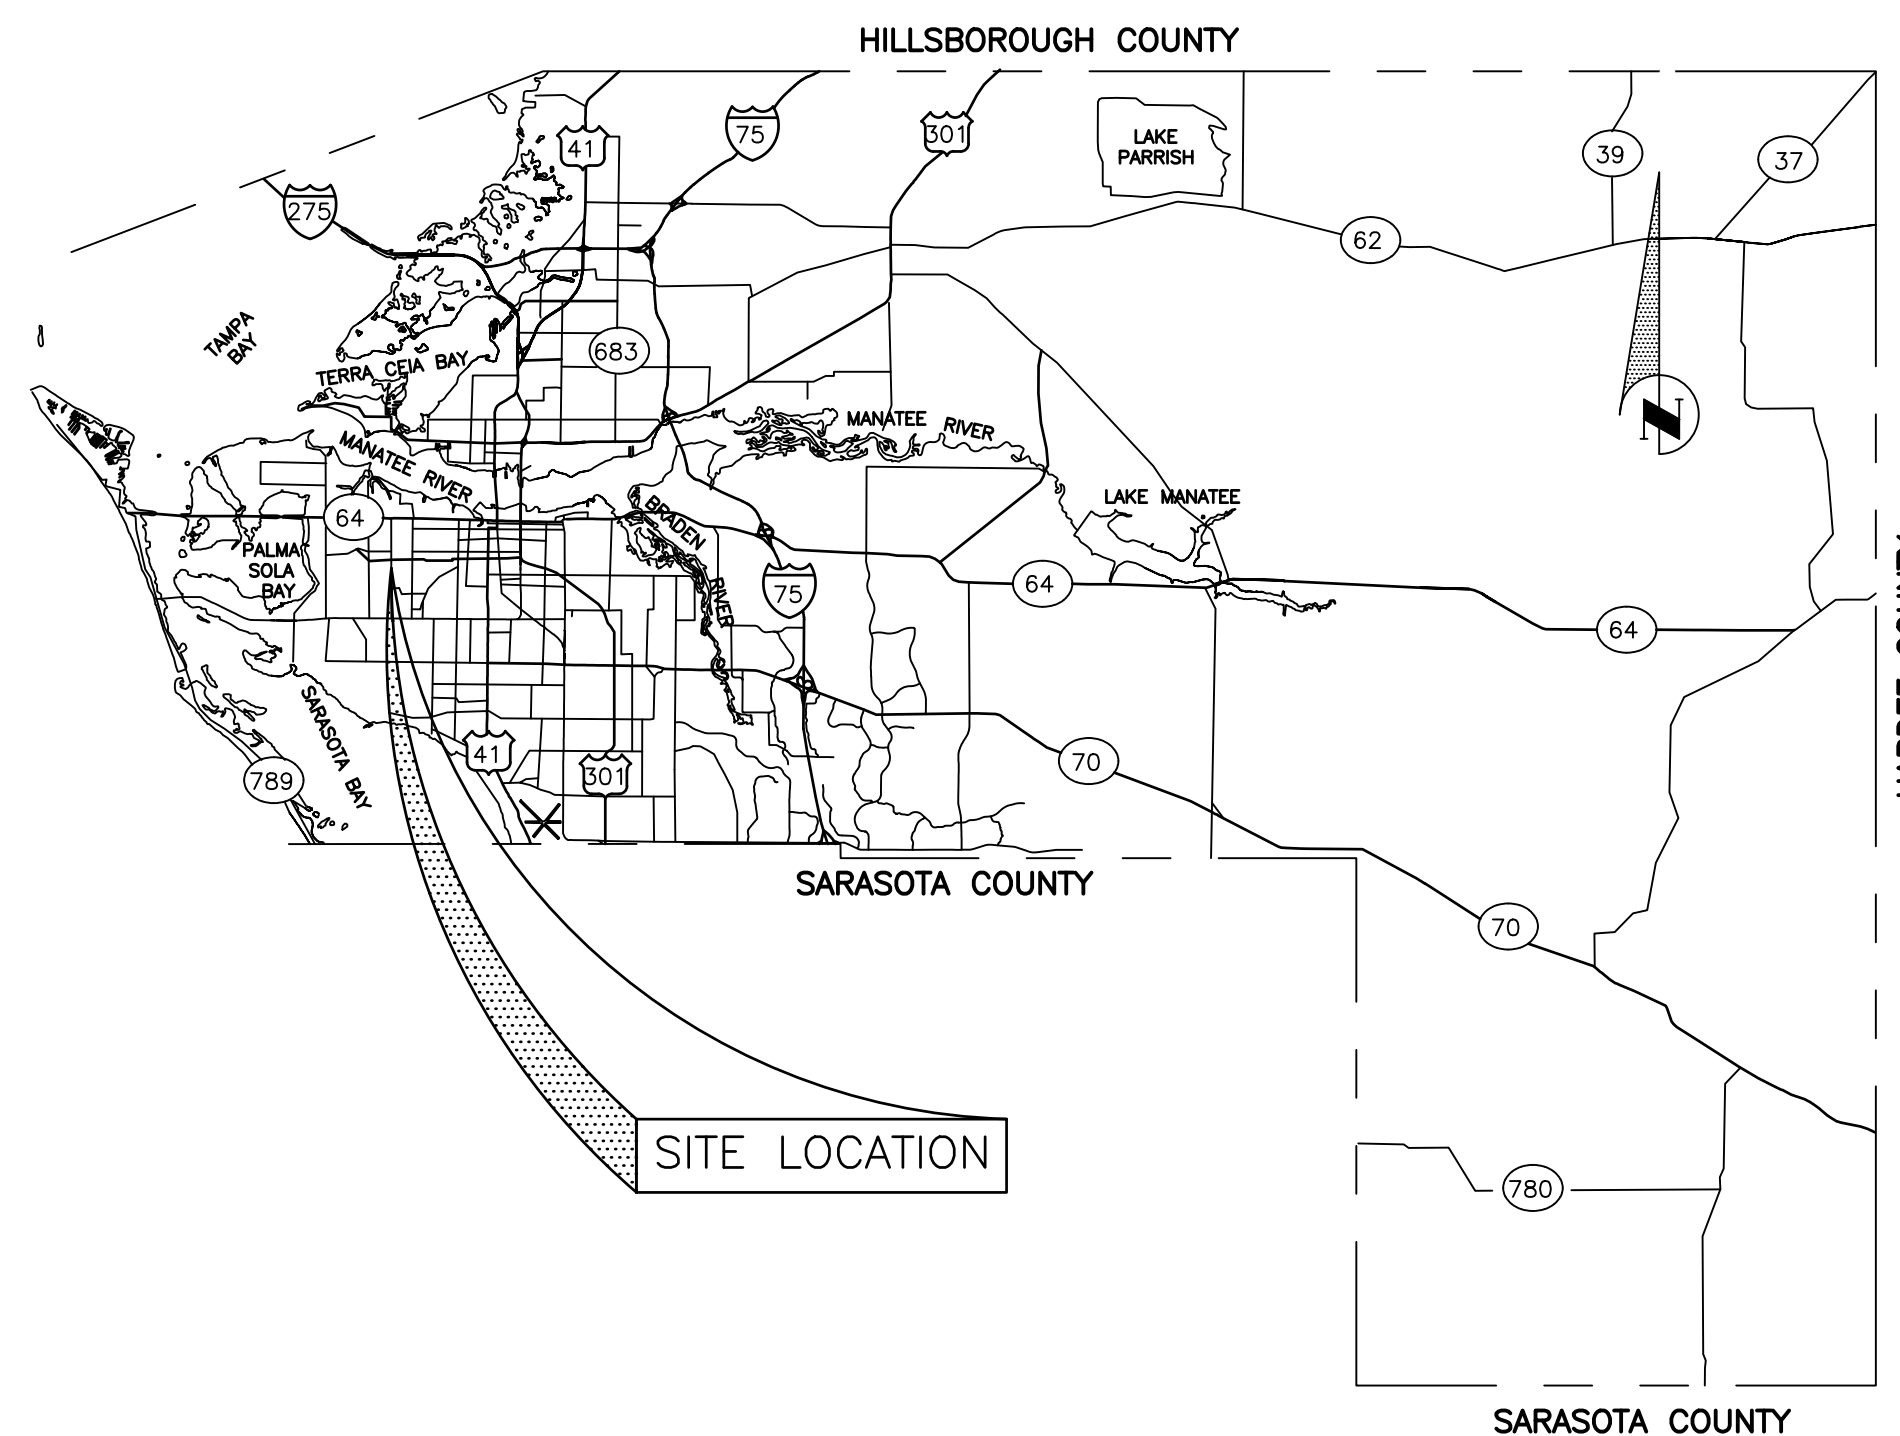 HILLSBOROUGH COUNTY
41
75
301
LAKE
PARRISH
39
37
275
62
TAMPA
BAY
TERRA CEIA BAY
683
N
MANATEE RIVER
MANATEE RIVER
LAKE MANATEE
64
BRADEN
RIVER
PALMA
SOLA
BAY
75
64
64
SARASOTA BAY
789
41
301
70
SARASOTA COUNTY
70
SITE LOCATION
780
SARASOTA COUNTY